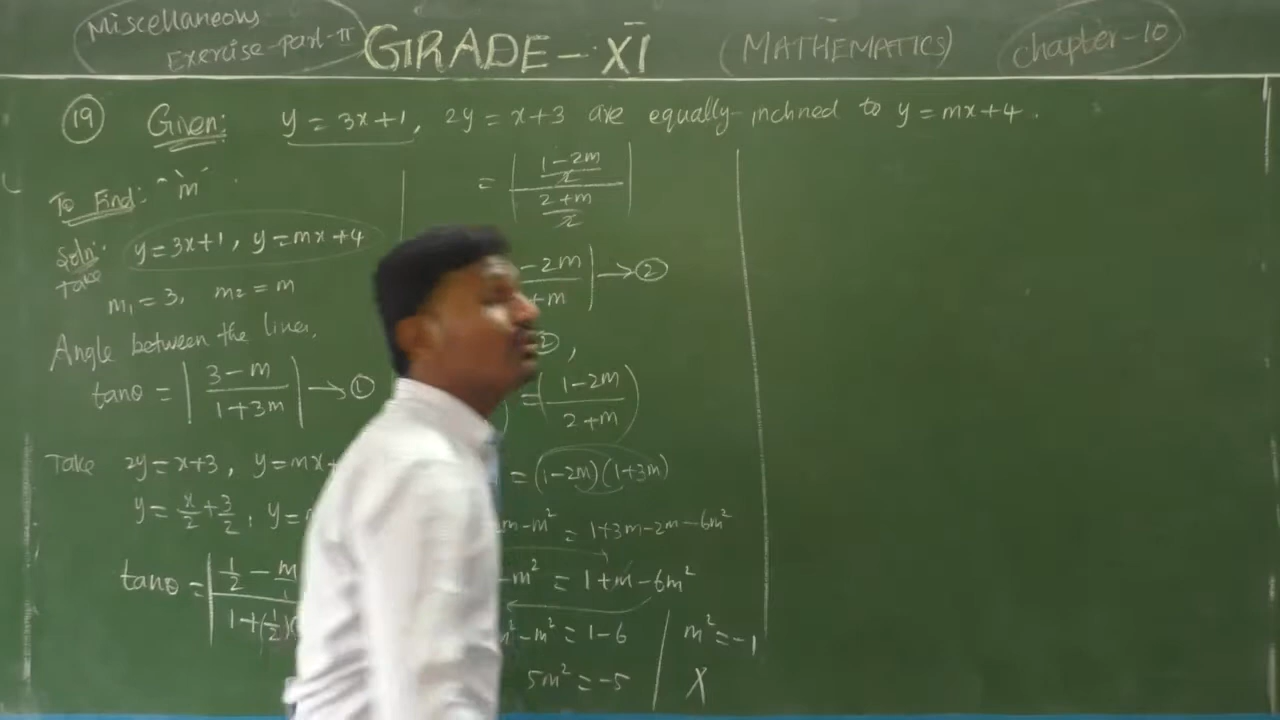 Miscellaneous
Exercise-part-II
GRADE - XI
(MATHEMATICS)
chapter-10
19 Given: y = 3x+1, 2y = x+3 are equally inclined to y = mx+4.
To Find: "m".
Soln:
Take y=3x+1, y=mx+4
m₁ = 3, m₂ = m
Angle between the lines,
tanθ = | (3-m)/(1+3m) | → 1
Take 2y=x+3, y=mx
y= x/2 + 3/2, y=
tanθ = | (1/2 - m)/(1+(1/2)(
= | ((1-2m)/2)/((2+m)/2) |
-2m/+m | → 2
2,
) = ( (1-2m)/(2+m) )
= (1-2m)(1+3m)
m-m² = 1+3m-2m-6m²
-m² = 1+m-6m²
-m² = 1-6
5m² = -5
m² = -1
X